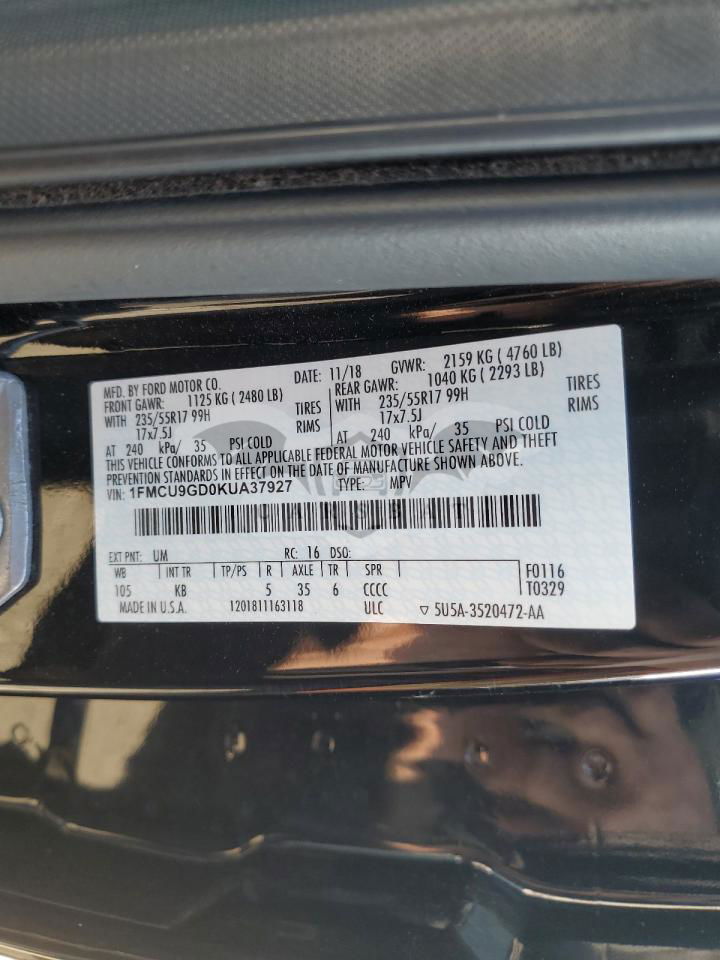 MFD. BY FORD MOTOR CO. DATE: 11/18 GVWR: 2159 KG ( 4760 LB)
FRONT GAWR: 1125 KG ( 2480 LB) REAR GAWR: 1040 KG ( 2293 LB)
WITH 235/55R17 99H TIRES WITH 235/55R17 99H TIRES
17x7.5J RIMS 17x7.5J RIMS
AT 240 kPa/ 35 PSI COLD AT 240 kPa/ 35 PSI COLD
THIS VEHICLE CONFORMS TO ALL APPLICABLE FEDERAL MOTOR VEHICLE SAFETY AND THEFT
PREVENTION STANDARDS IN EFFECT ON THE DATE OF MANUFACTURE SHOWN ABOVE.
VIN: 1FMCU9GD0KUA37927 TYPE: MPV
EXT PNT: UM RC: 16 DSO:
WB INT TR TP/PS R AXLE TR SPR F0116
105 KB 5 35 6 CCCC T0329
MADE IN U.S.A. 1201811163118 ULC ▽ 5U5A-3520472-AA